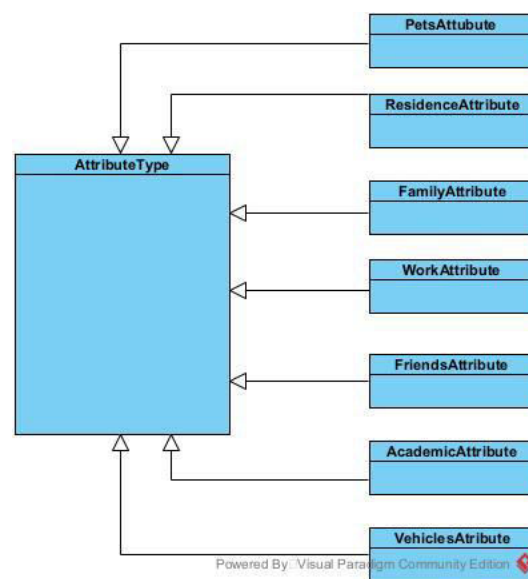 PetsAttubute
ResidenceAttribute
AttributeType
FamilyAttribute
WorkAttribute
FriendsAttribute
AcademicAttribute
VehiclesAtribute
Powered By Visual Paradigm Community Edition